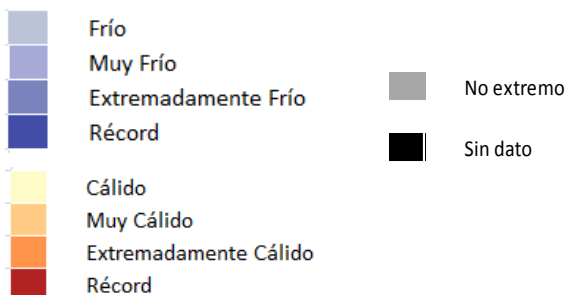 Frío
Muy Frío
Extremadamente Frío
Récord
Cálido
Muy Cálido
Extremadamente Cálido
Récord
No extremo
Sin dato